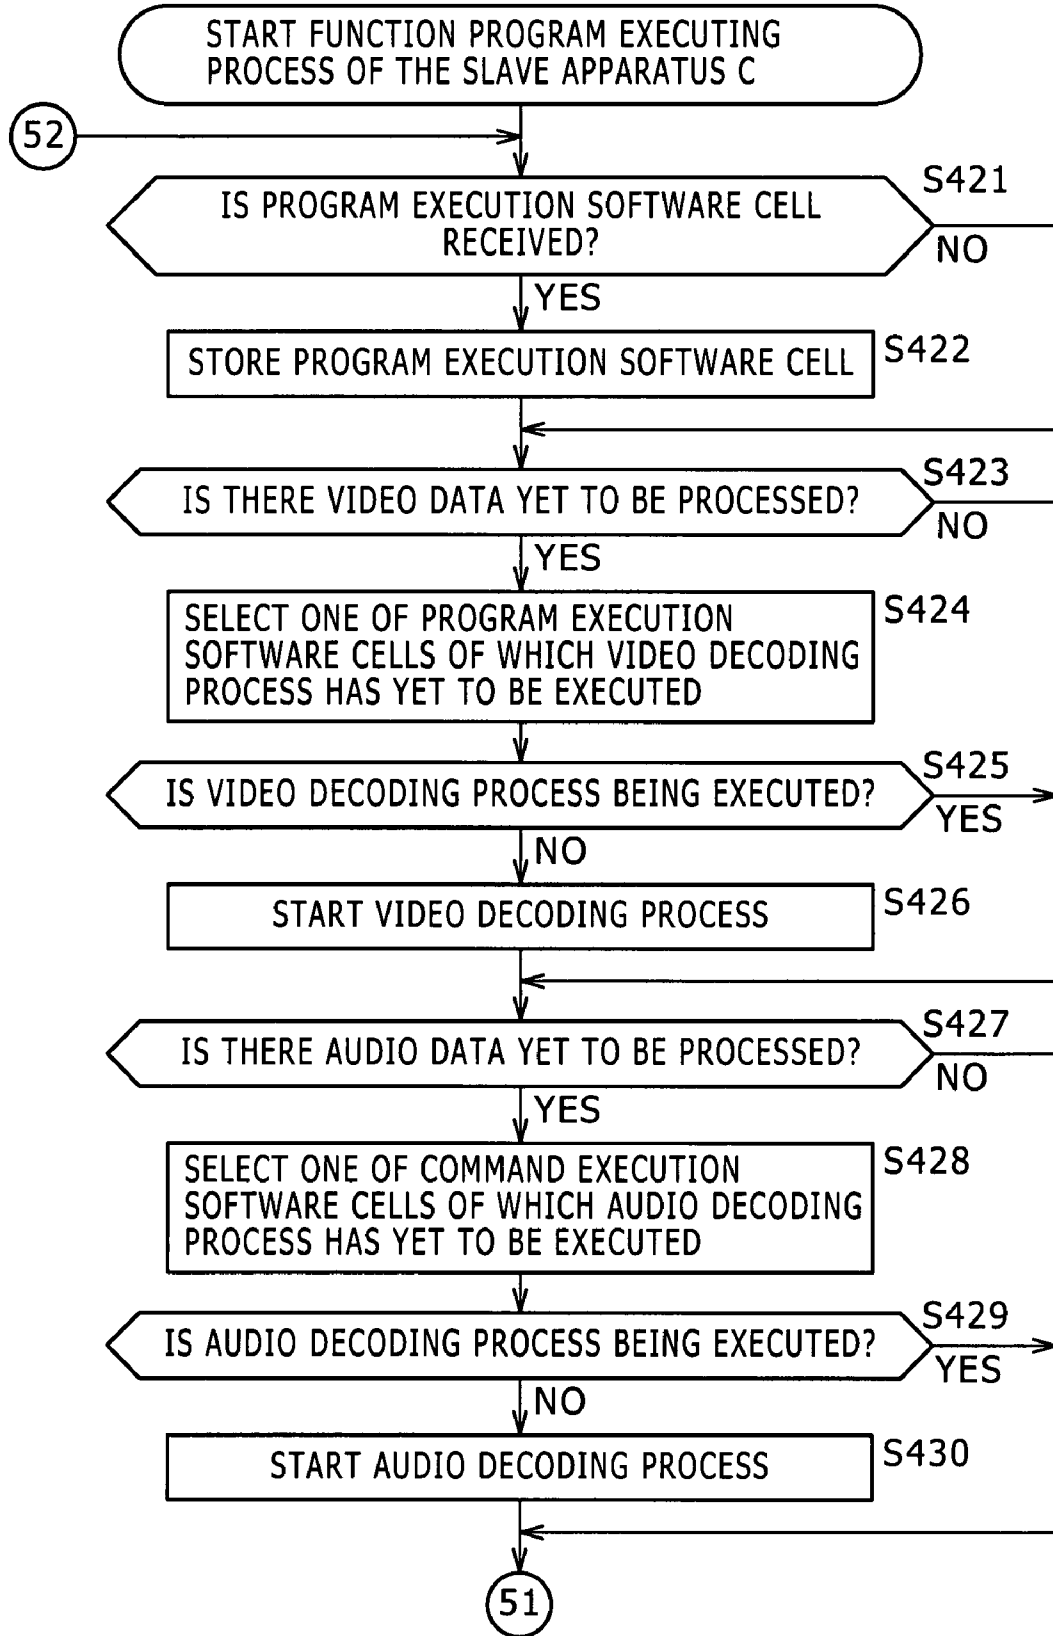 START FUNCTION PROGRAM EXECUTING
PROCESS OF THE SLAVE APPARATUS C
52
S421
IS PROGRAM EXECUTION SOFTWARE CELL
RECEIVED?
NO
YES
STORE PROGRAM EXECUTION SOFTWARE CELL
S422
S423
IS THERE VIDEO DATA YET TO BE PROCESSED?
NO
YES
S424
SELECT ONE OF PROGRAM EXECUTION
SOFTWARE CELLS OF WHICH VIDEO DECODING
PROCESS HAS YET TO BE EXECUTED
S425
IS VIDEO DECODING PROCESS BEING EXECUTED?
YES
NO
START VIDEO DECODING PROCESS
S426
S427
IS THERE AUDIO DATA YET TO BE PROCESSED?
NO
YES
S428
SELECT ONE OF COMMAND EXECUTION
SOFTWARE CELLS OF WHICH AUDIO DECODING
PROCESS HAS YET TO BE EXECUTED
S429
IS AUDIO DECODING PROCESS BEING EXECUTED?
YES
NO
START AUDIO DECODING PROCESS
S430
51